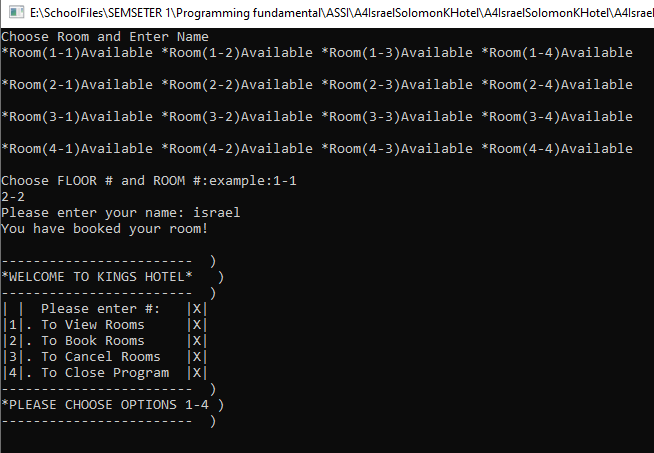 E:\SchoolFiles\SEMSETER 1\Programming fundamental\ASSI\A4IsraelSolomonKHotel\A4IsraelSolomonKHotel\A4Israel
Choose Room and Enter Name
*Room(1-1)Available *Room(1-2)Available *Room(1-3)Available *Room(1-4)Available
*Room(2-1)Available *Room(2-2)Available *Room(2-3)Available *Room(2-4)Available
*Room(3-1)Available *Room(3-2)Available *Room(3-3)Available *Room(3-4)Available
*Room(4-1)Available *Room(4-2)Available *Room(4-3)Available *Room(4-4)Available
Choose FLOOR # and ROOM #:example:1-1
2-2
Please enter your name: israel
You have booked your room!
------------------------  )
*WELCOME TO KINGS HOTEL*   )
------------------------  )
| |  Please enter #:   |X|
|1|. To View Rooms     |X|
|2|. To Book Rooms     |X|
|3|. To Cancel Rooms   |X|
|4|. To Close Program  |X|
------------------------  )
*PLEASE CHOOSE OPTIONS 1-4 )
------------------------  )